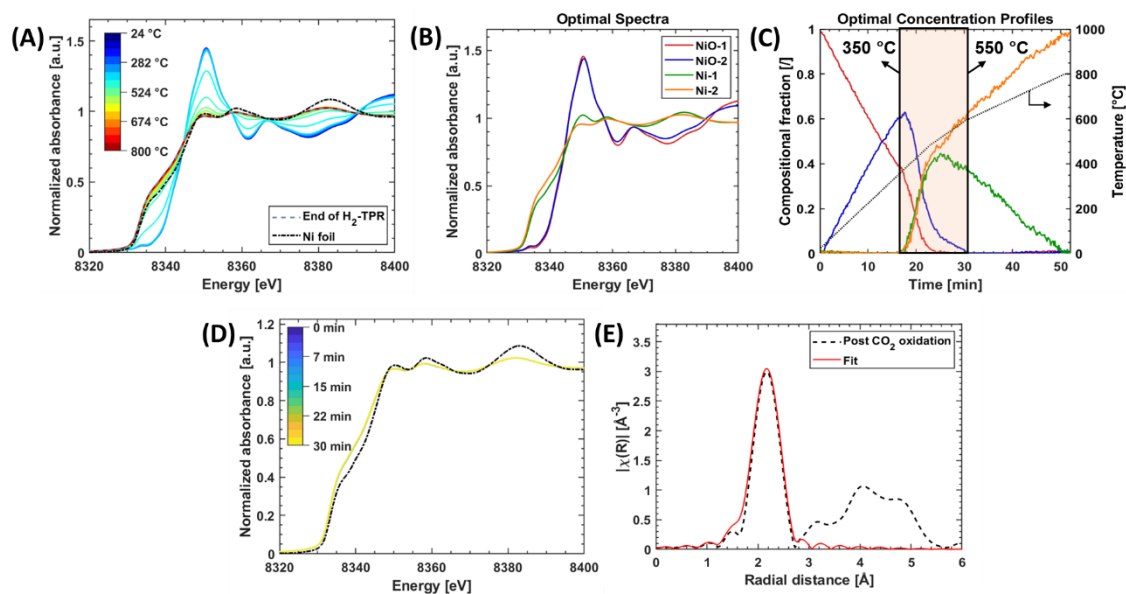 (A)
24 °C
282 °C
524 °C
674 °C
800 °C
End of H2-TPR
Ni foil
Normalized absorbance [a.u.]
1.5
1
0.5
0
8320
8340
8360
8380
8400
Energy [eV]
(B)
Optimal Spectra
NiO-1
NiO-2
Ni-1
Ni-2
Normalized absorbance [a.u.]
1.5
1
0.5
0
8320
8340
8360
8380
8400
Energy [eV]
(C)
Optimal Concentration Profiles
350 °C
550 °C
Compositional fraction [/]
1
0.8
0.6
0.4
0.2
0
0
10
20
30
40
50
Time [min]
1000
800
600
400
200
0
Temperature [°C]
(D)
0 min
7 min
15 min
22 min
30 min
Normalized absorbance [a.u.]
1.2
1
0.8
0.6
0.4
0.2
0
8320
8340
8360
8380
8400
Energy [eV]
(E)
Post CO2 oxidation
Fit
|χ(R)| [Å-3]
3.5
3
2.5
2
1.5
1
0.5
0
0
1
2
3
4
5
6
Radial distance [Å]